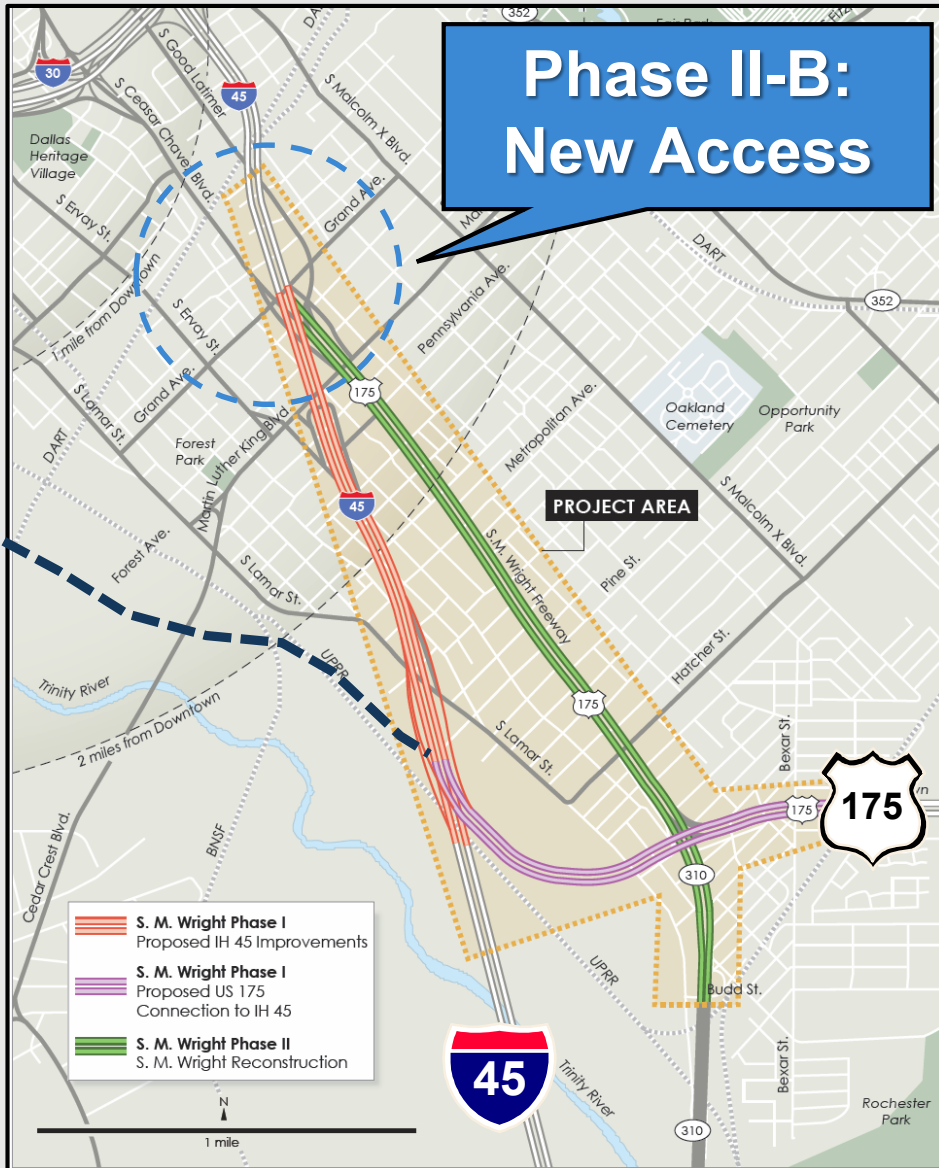 Phase II-B:
New Access
352
DART
S Good Latimer
30
45
S Ceasar Chavez Blvd.
S Malcolm X Blvd.
Dallas
Heritage
Village
S Ervay St.
Grand Ave.
1 mile from Downtown
DART
352
S Ervay St.
Pennsylvania Ave.
S Lamar St.
Grand Ave.
175
Oakland
Cemetery
Opportunity
Park
DART
Forest
Park
Martin Luther King Blvd.
Metropolitan Ave.
45
PROJECT AREA
S Malcolm X Blvd.
Forest Ave.
S Lamar St.
S.M. Wright Freeway
Pine St.
Hatcher St.
UPRR
Trinity River
2 miles from Downtown
175
S Lamar St.
Bexar St.
175
175
Cedar Crest Blvd.
BNSF
310
S. M. Wright Phase I
Proposed IH 45 Improvements
S. M. Wright Phase I
Proposed US 175
Connection to IH 45
S. M. Wright Phase II
S. M. Wright Reconstruction
UPRR
Budd St.
Bexar St.
45
Trinity River
Rochester
Park
310
N
1 mile